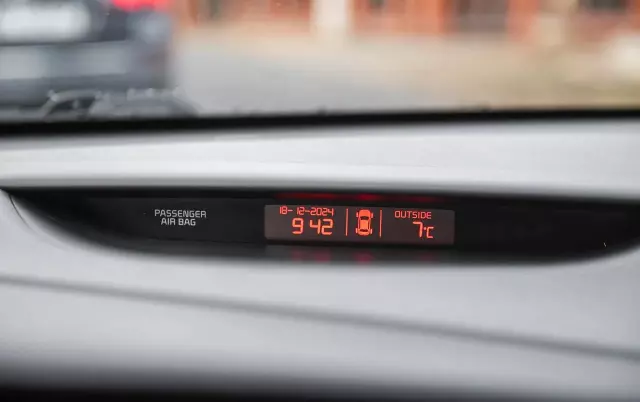 PASSENGER
AIR BAG
18-12-2024
9 42
OUTSIDE
7°C